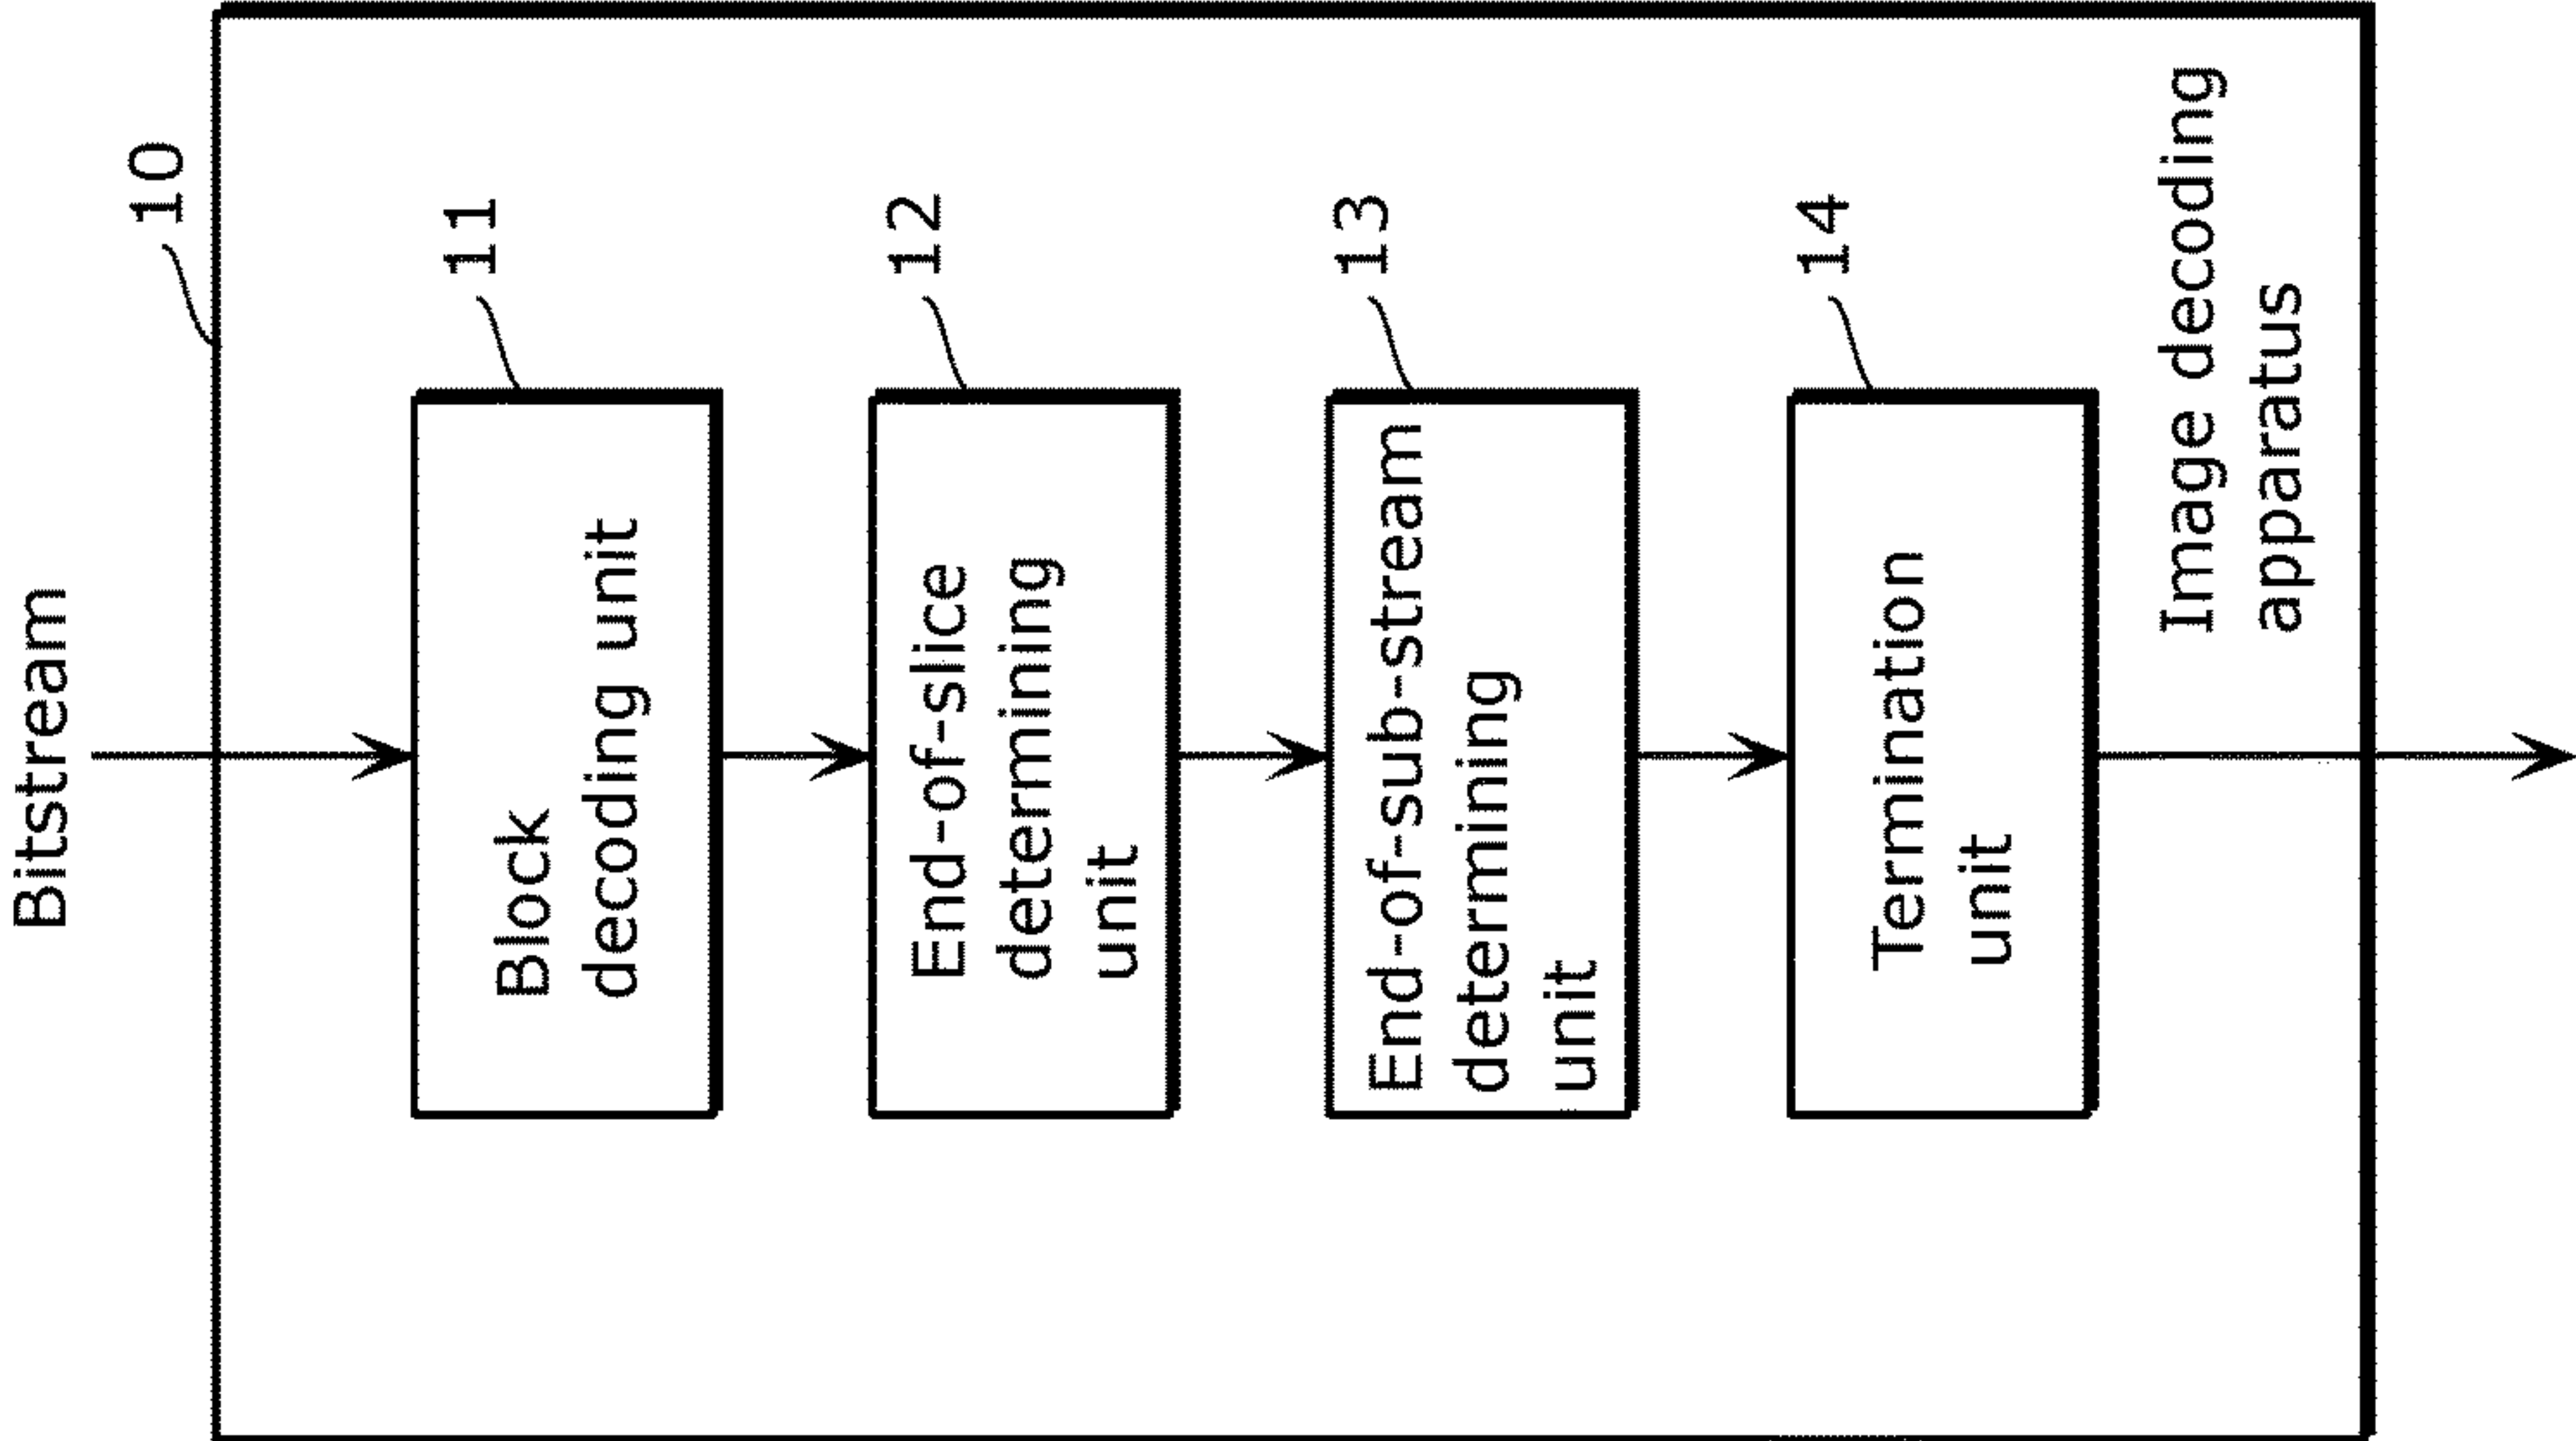 Bitstream
10
11
Block
decoding unit
12
End-of-slice
determining
unit
13
End-of-sub-stream
determining
unit
14
Termination
unit
Image decoding
apparatus